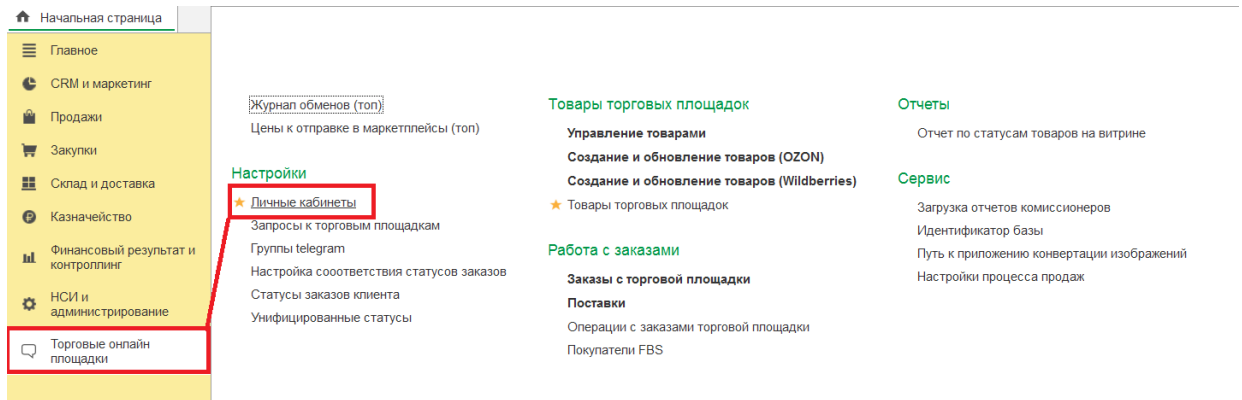 Начальная страница
Главное
CRM и маркетинг
Продажи
Закупки
Склад и доставка
Казначейство
Финансовый результат и
контроллинг
НСИ и
администрирование
Торговые онлайн
площадки
Журнал обменов (топ)
Цены к отправке в маркетплейсы (топ)
Настройки
Личные кабинеты
Запросы к торговым площадкам
Группы telegram
Настройка сооответствия статусов заказов
Статусы заказов клиента
Унифицированные статусы
Товары торговых площадок
Управление товарами
Создание и обновление товаров (OZON)
Создание и обновление товаров (Wildberries)
Товары торговых площадок
Работа с заказами
Заказы с торговой площадки
Поставки
Операции с заказами торговой площадки
Покупатели FBS
Отчеты
Отчет по статусам товаров на витрине
Сервис
Загрузка отчетов комиссионеров
Идентификатор базы
Путь к приложению конвертации изображений
Настройки процесса продаж